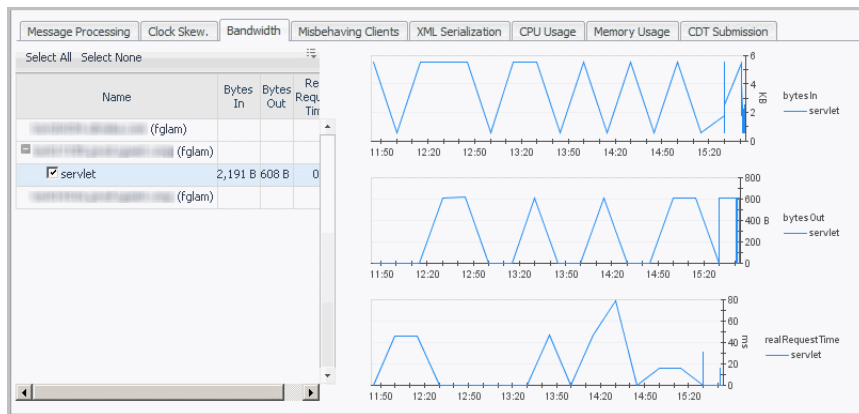 Message Processing Clock Skew. Bandwidth Misbehaving Clients XML Serialization CPU Usage Memory Usage CDT Submission
Select All Select None
Name Bytes In Bytes Out Re Requ Tim
(fglam)
(fglam)
servlet 2,191 B 608 B 0
(fglam)
6
4
2
0
KB
bytesIn
servlet
11:50 12:20 12:50 13:20 13:50 14:20 14:50 15:20
800
600
400 B
200
0
bytesOut
servlet
11:50 12:20 12:50 13:20 13:50 14:20 14:50 15:20
80
60
40
20
0
ms
realRequestTime
servlet
11:50 12:20 12:50 13:20 13:50 14:20 14:50 15:20